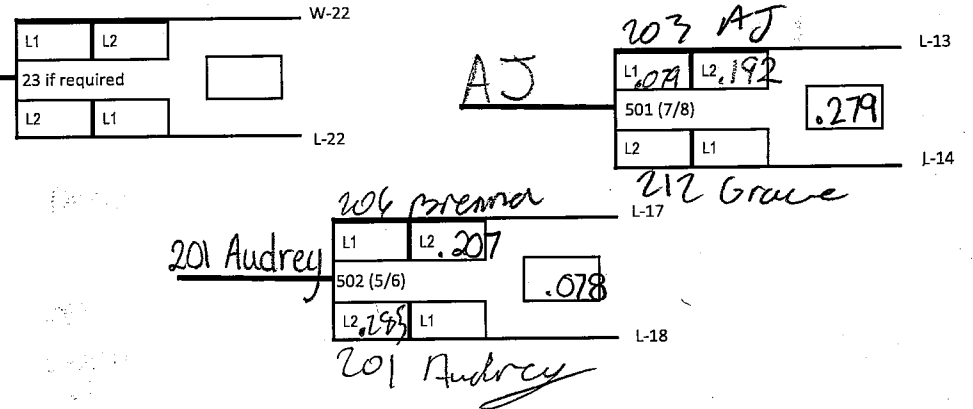 W-22
L1 L2
23 if required
L2 L1
L-22
203 AJ
L-13
L1 .079 L2 .192
AJ
501 (7/8)
.279
L2 L1
L-14
212 Grace
206 Brenna
L-17
L1 L2 .207
201 Audrey
502 (5/6)
.078
L2 .285 L1
L-18
201 Audrey